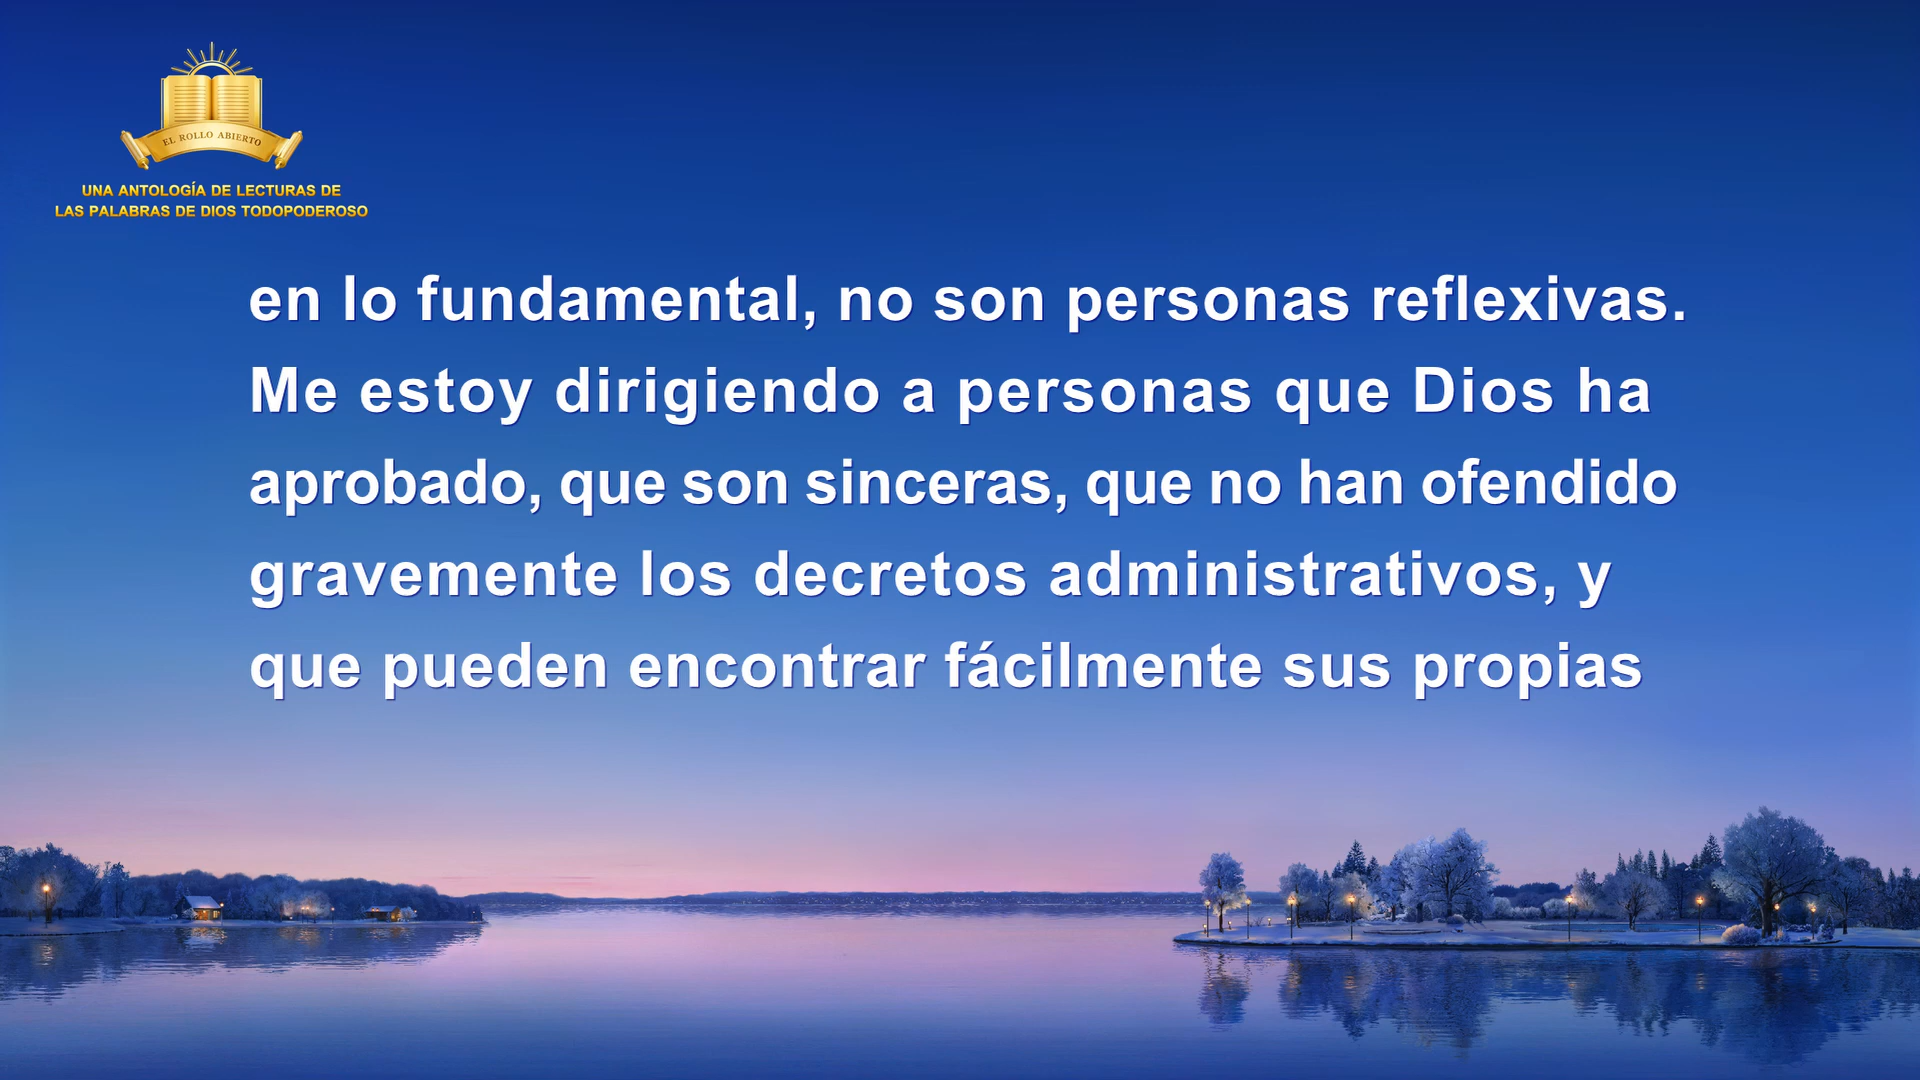 EL ROLLO ABIERTO
UNA ANTOLOGÍA DE LECTURAS DE
LAS PALABRAS DE DIOS TODOPODEROSO
en lo fundamental, no son personas reflexivas.
Me estoy dirigiendo a personas que Dios ha
aprobado, que son sinceras, que no han ofendido
gravemente los decretos administrativos, y
que pueden encontrar fácilmente sus propias